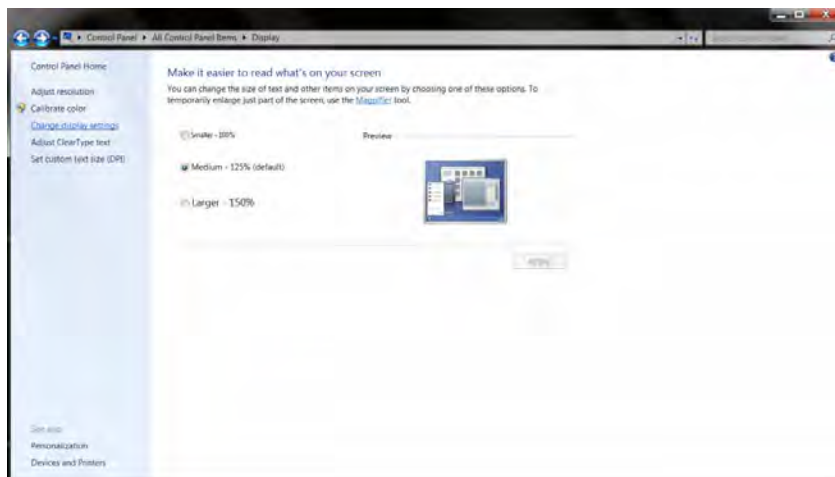 Control Panel ▸ All Control Panel Items ▸ Display
Control Panel Home
Adjust resolution
Calibrate color
Change display settings
Adjust ClearType text
Set custom text size (DPI)
Make it easier to read what's on your screen
You can change the size of text and other items on your screen by choosing one of these options. To
temporarily enlarge just part of the screen, use the Magnifier tool.
Smaller - 100%
Preview
Medium - 125% (default)
Larger - 150%
Apply
See also
Personalization
Devices and Printers